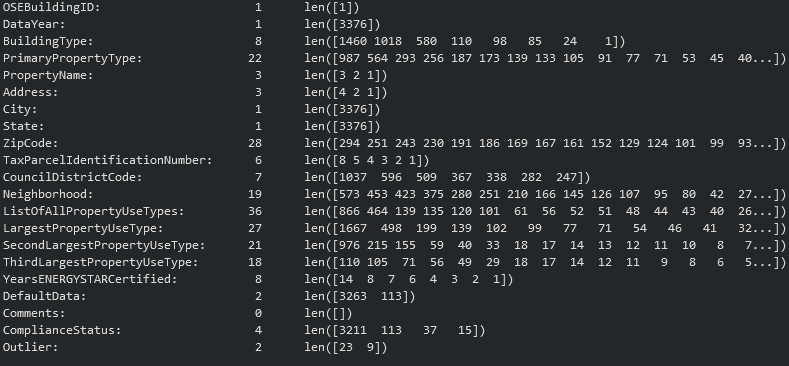 OSEBuildingID: 1 len([1])
DataYear: 1 len([3376])
BuildingType: 8 len([1460 1018 580 110 98 85 24 1])
PrimaryPropertyType: 22 len([987 564 293 256 187 173 139 133 105 91 77 71 53 45 40...])
PropertyName: 3 len([3 2 1])
Address: 3 len([4 2 1])
City: 1 len([3376])
State: 1 len([3376])
ZipCode: 28 len([294 251 243 230 191 186 169 167 161 152 129 124 101 99 93...])
TaxParcelIdentificationNumber: 6 len([8 5 4 3 2 1])
CouncilDistrictCode: 7 len([1037 596 509 367 338 282 247])
Neighborhood: 19 len([573 453 423 375 280 251 210 166 145 126 107 95 80 42 27...])
ListOfAllPropertyUseTypes: 36 len([866 464 139 135 120 101 61 56 52 51 48 44 43 40 26...])
LargestPropertyUseType: 27 len([1667 498 199 139 102 99 77 71 54 46 41 32...])
SecondLargestPropertyUseType: 21 len([976 215 155 59 40 33 18 17 14 13 12 11 10 8 7...])
ThirdLargestPropertyUseType: 18 len([110 105 71 56 49 29 18 17 14 12 11 9 8 6 5...])
YearsENERGYSTARCertified: 8 len([14 8 7 6 4 3 2 1])
DefaultData: 2 len([3263 113])
Comments: 0 len([])
ComplianceStatus: 4 len([3211 113 37 15])
Outlier: 2 len([23 9])